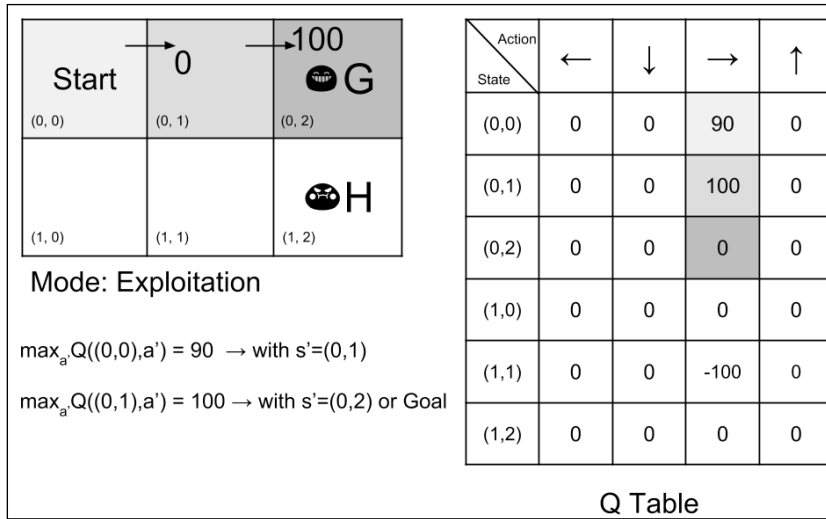 Start
(0, 0)
0
(0, 1)
100
G
(0, 2)
(1, 0)
(1, 1)
H
(1, 2)
Mode: Exploitation
maxa'Q((0,0),a') = 90 → with s'=(0,1)
maxa'Q((0,1),a') = 100 → with s'=(0,2) or Goal
Action
State
← ↓ → ↑
(0,0) 0 0 90 0
(0,1) 0 0 100 0
(0,2) 0 0 0 0
(1,0) 0 0 0 0
(1,1) 0 0 -100 0
(1,2) 0 0 0 0
Q Table